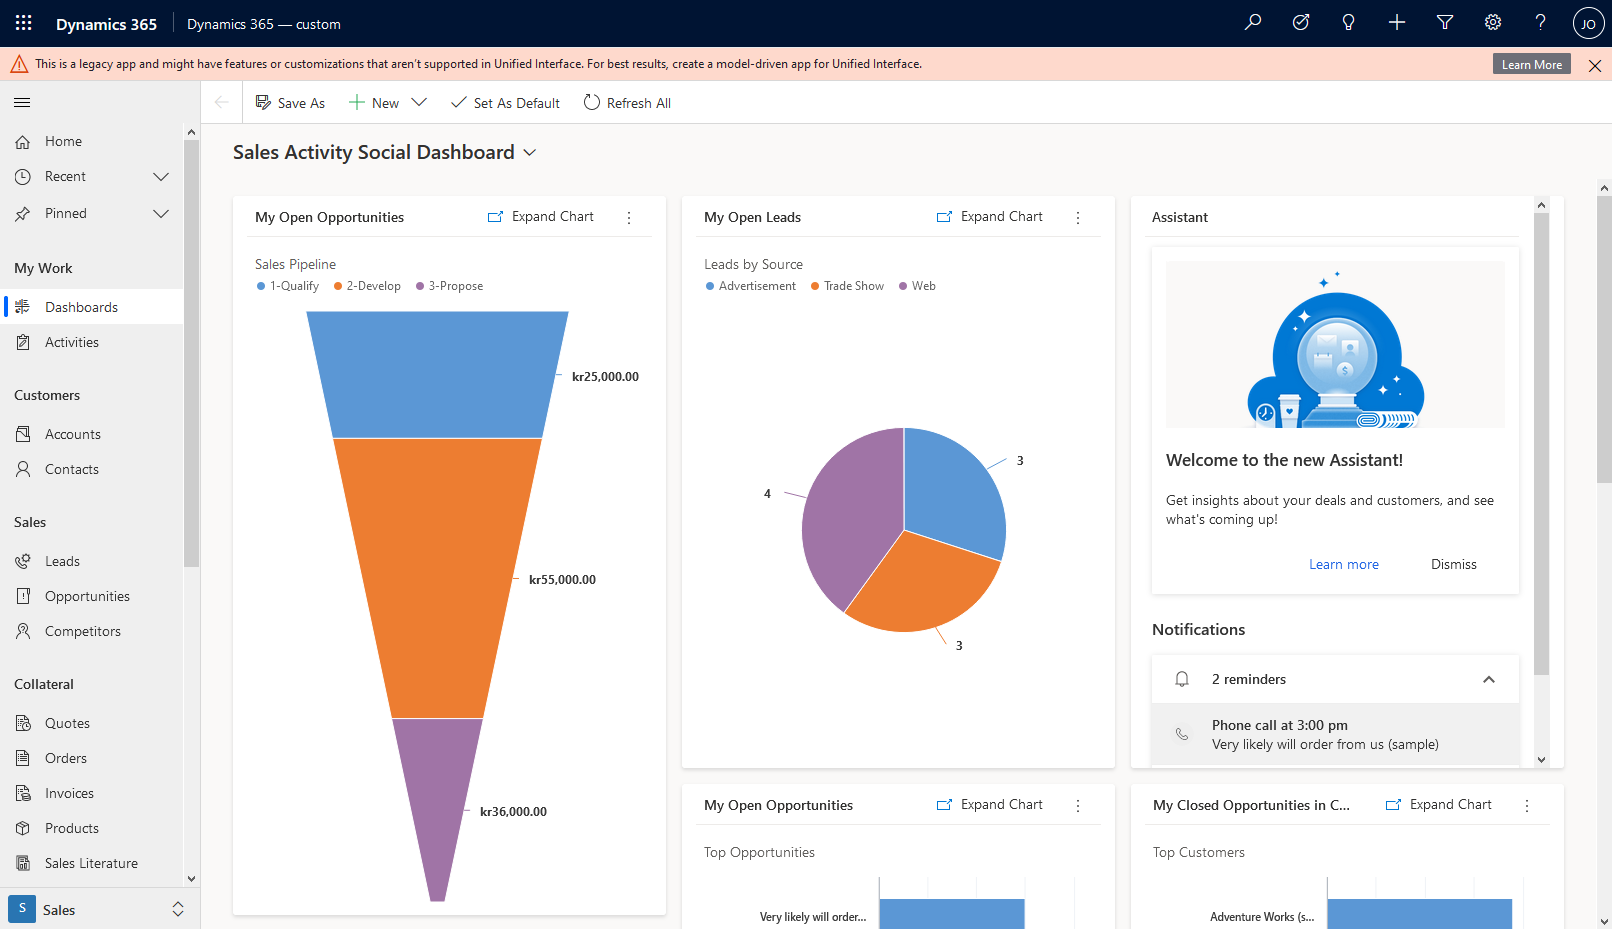 Dynamics 365
Dynamics 365 — custom
JO
This is a legacy app and might have features or customizations that aren't supported in Unified Interface. For best results, create a model-driven app for Unified Interface.
Learn More
Save As
New
Set As Default
Refresh All
Home
Recent
Pinned
My Work
Dashboards
Activities
Customers
Accounts
Contacts
Sales
Leads
Opportunities
Competitors
Collateral
Quotes
Orders
Invoices
Products
Sales Literature
S
Sales
Sales Activity Social Dashboard
My Open Opportunities
Expand Chart
Sales Pipeline
1-Qualify
2-Develop
3-Propose
kr25,000.00
kr55,000.00
kr36,000.00
My Open Leads
Expand Chart
Leads by Source
Advertisement
Trade Show
Web
3
4
3
Assistant
$
Welcome to the new Assistant!
Get insights about your deals and customers, and see
what's coming up!
Learn more
Dismiss
Notifications
2 reminders
Phone call at 3:00 pm
Very likely will order from us (sample)
My Open Opportunities
Expand Chart
Top Opportunities
Very likely will order...
My Closed Opportunities in C...
Expand Chart
Top Customers
Adventure Works (s...